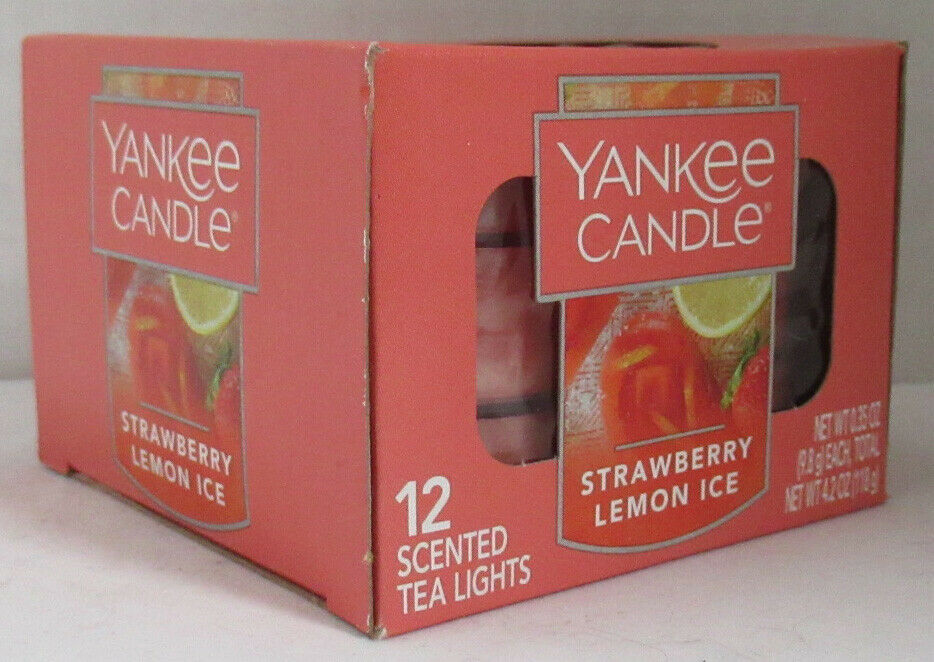 YANKEE
CANDLE®
STRAWBERRY
LEMON ICE
YANKEE
CANDLE®
STRAWBERRY
LEMON ICE
12
SCENTED
TEA LIGHTS
NET WT 0.35 OZ
(9.8 g) EACH, TOTAL
NET WT 4.2 OZ (118 g)